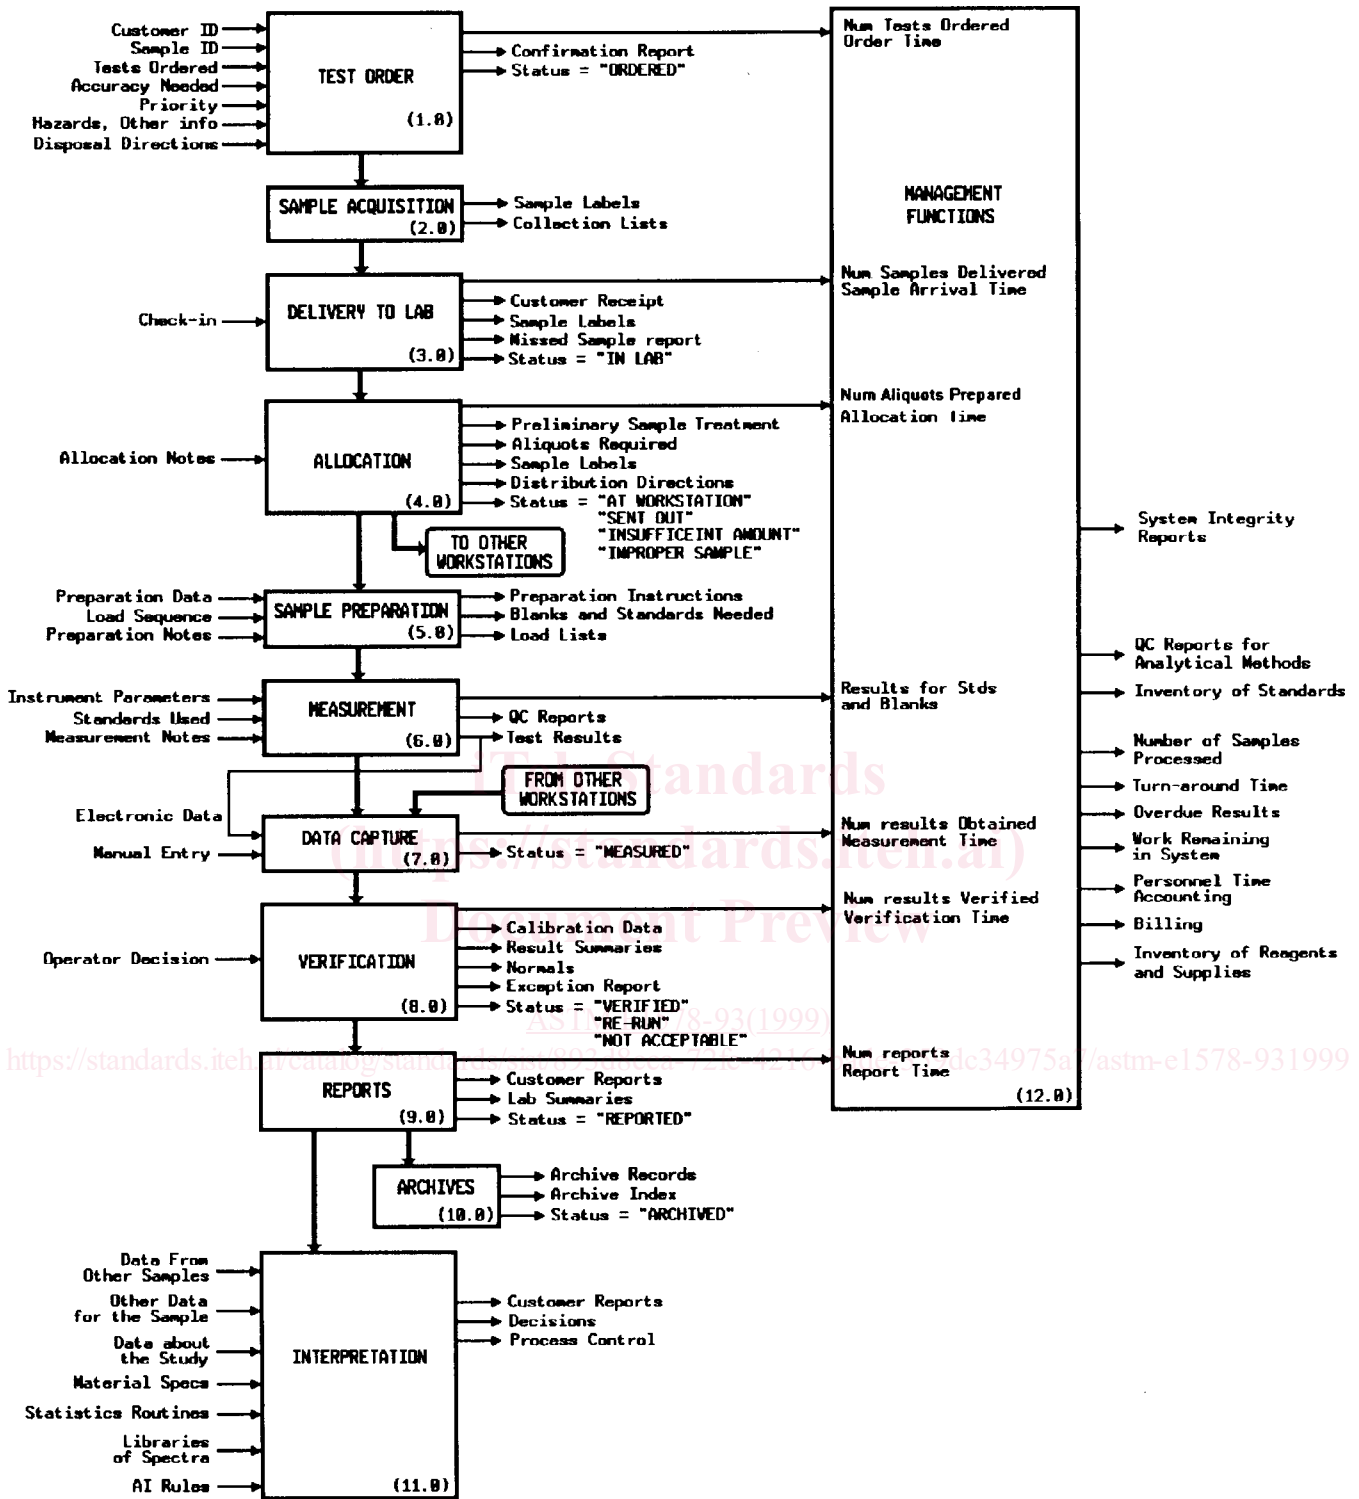 Customer ID
Sample ID
Tests Ordered
Accuracy Needed
Priority
Hazards, Other info
Disposal Directions
TEST ORDER
(1.0)
Confirmation Report
Status = "ORDERED"
Num Tests Ordered
Order Time
MANAGEMENT
FUNCTIONS
SAMPLE ACQUISITION
(2.0)
Sample Labels
Collection Lists
Check-in
DELIVERY TO LAB
(3.0)
Customer Receipt
Sample Labels
Missed Sample report
Status = "IN LAB"
Num Samples Delivered
Sample Arrival Time
Allocation Notes
ALLOCATION
(4.0)
Preliminary Sample Treatment
Aliquots Required
Sample Labels
Distribution Directions
Status = "AT WORKSTATION"
"SENT OUT"
"INSUFFICEINT AMOUNT"
"IMPROPER SAMPLE"
Num Aliquots Prepared
Allocation Time
TO OTHER
WORKSTATIONS
System Integrity
Reports
Preparation Data
Load Sequence
Preparation Notes
SAMPLE PREPARATION
(5.0)
Preparation Instructions
Blanks and Standards Needed
Load Lists
QC Reports for
Analytical Methods
Inventory of Standards
Instrument Parameters
Standards Used
Measurement Notes
MEASUREMENT
(6.0)
QC Reports
Test Results
Results for Stds
and Blanks
Number of Samples
Processed
Turn-around Time
Overdue Results
Work Remaining
in System
Personnel Time
Accounting
Billing
Inventory of Reagents
and Supplies
iTeh Standards
(https://standards.iteh.ai)
Document Preview
FROM OTHER
WORKSTATIONS
Electronic Data
Manual Entry
DATA CAPTURE
(7.0)
Status = "MEASURED"
Num results Obtained
Measurement Time
Operator Decision
VERIFICATION
(8.0)
Calibration Data
Result Summaries
Normals
Exception Report
Status = "VERIFIED"
"RE-RUN"
"NOT ACCEPTABLE"
Num results Verified
Verification Time
REPORTS
(9.0)
Customer Reports
Lab Summaries
Status = "REPORTED"
Num reports
Report Time
(12.0)
ARCHIVES
(10.0)
Archive Records
Archive Index
Status = "ARCHIVED"
Data From
Other Samples
Other Data
for the Sample
Data about
the Study
Material Specs
Statistics Routines
Libraries
of Spectra
AI Rules
INTERPRETATION
(11.0)
Customer Reports
Decisions
Process Control